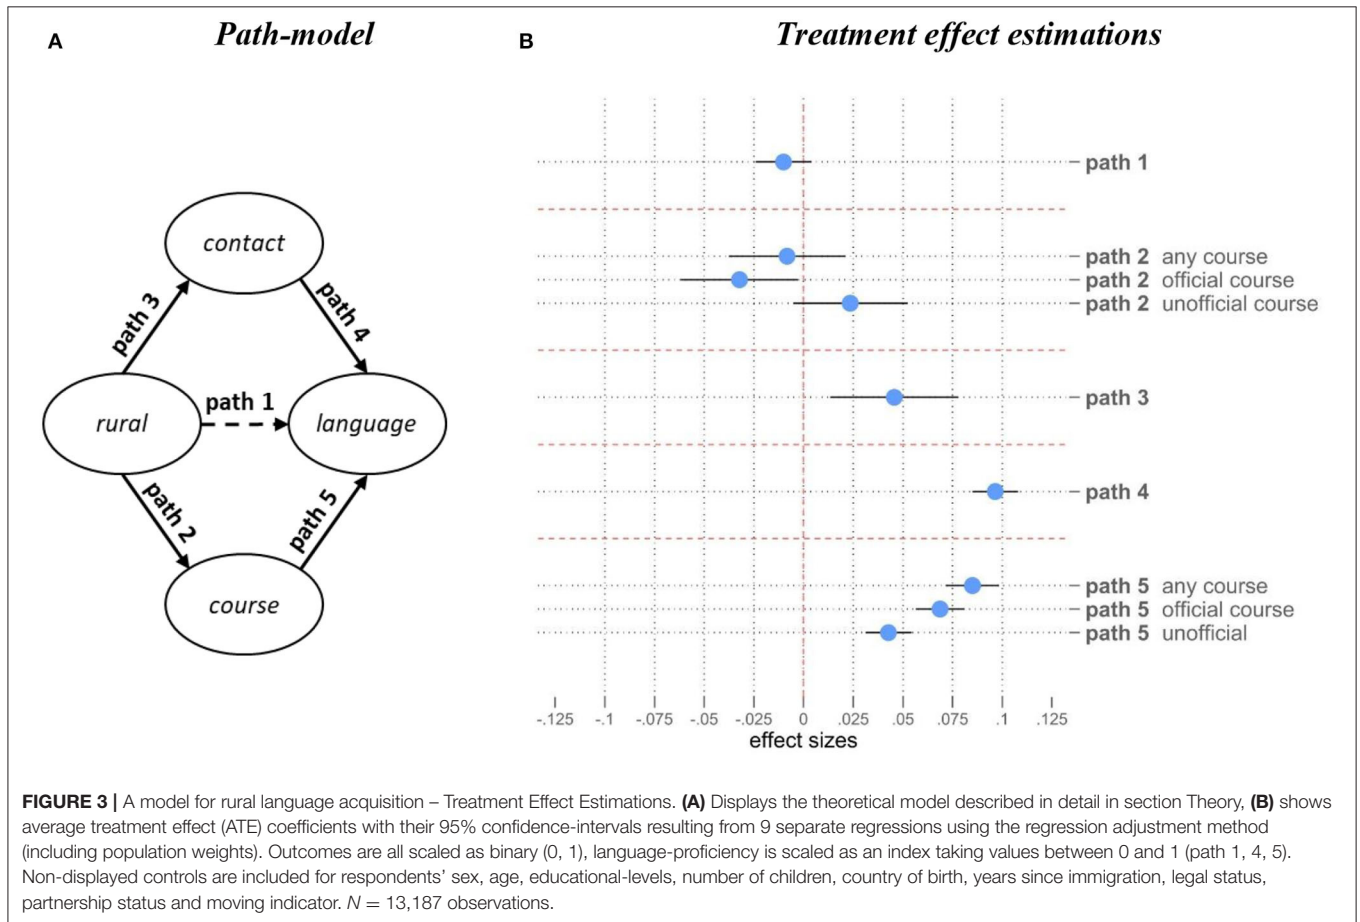 A Path-model
B Treatment effect estimations
contact
path 3
path 4
rural
path 1
language
path 2
path 5
course
path 1
path 2 any course
path 2 official course
path 2 unofficial course
path 3
path 4
path 5 any course
path 5 official course
path 5 unofficial
-.125 -.1 -.075 -.05 -.025 0 .025 .05 .075 .1 .125
effect sizes
FIGURE 3 | A model for rural language acquisition – Treatment Effect Estimations. (A) Displays the theoretical model described in detail in section Theory, (B) shows
average treatment effect (ATE) coefficients with their 95% confidence-intervals resulting from 9 separate regressions using the regression adjustment method
(including population weights). Outcomes are all scaled as binary (0, 1), language-proficiency is scaled as an index taking values between 0 and 1 (path 1, 4, 5).
Non-displayed controls are included for respondents' sex, age, educational-levels, number of children, country of birth, years since immigration, legal status,
partnership status and moving indicator. N = 13,187 observations.